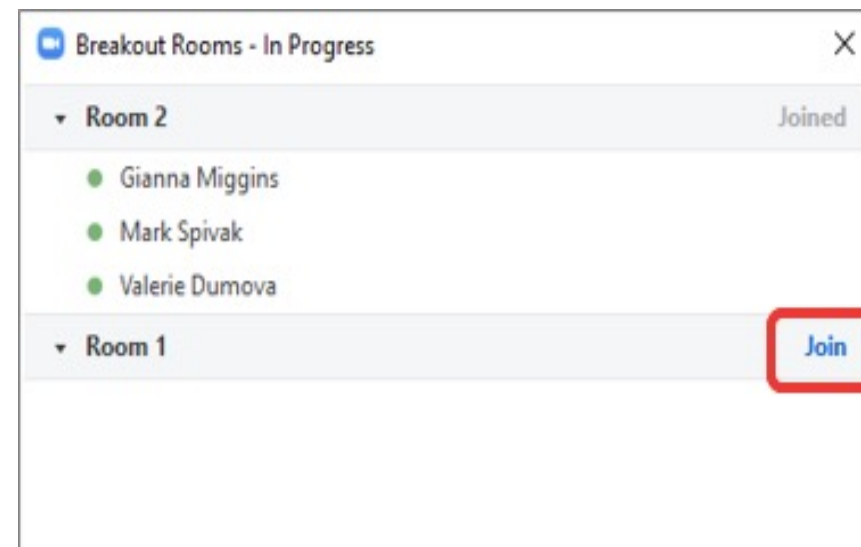 Breakout Rooms - In Progress
Room 2 Joined
Gianna Miggins
Mark Spivak
Valerie Dumova
Room 1 Join